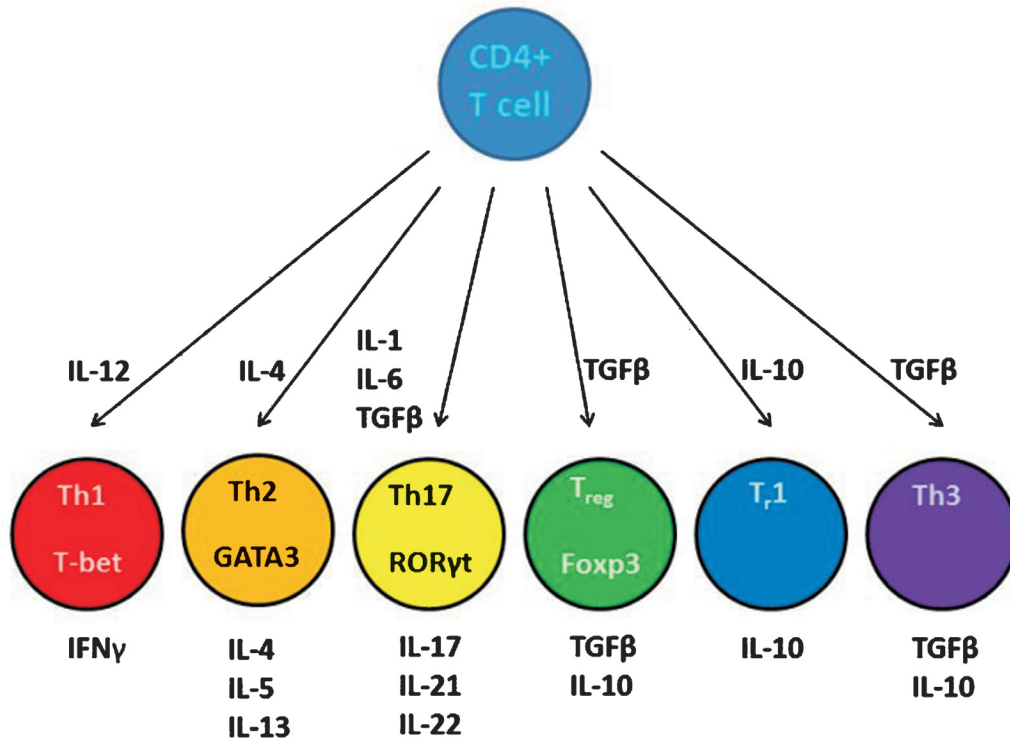 CD4+
T cell
IL-12
IL-4
IL-1
IL-6
TGFβ
TGFβ
IL-10
TGFβ
Th1
T-bet
Th2
GATA3
Th17
RORγt
Treg
Foxp3
Tr1
Th3
IFNγ
IL-4
IL-5
IL-13
IL-17
IL-21
IL-22
TGFβ
IL-10
IL-10
TGFβ
IL-10